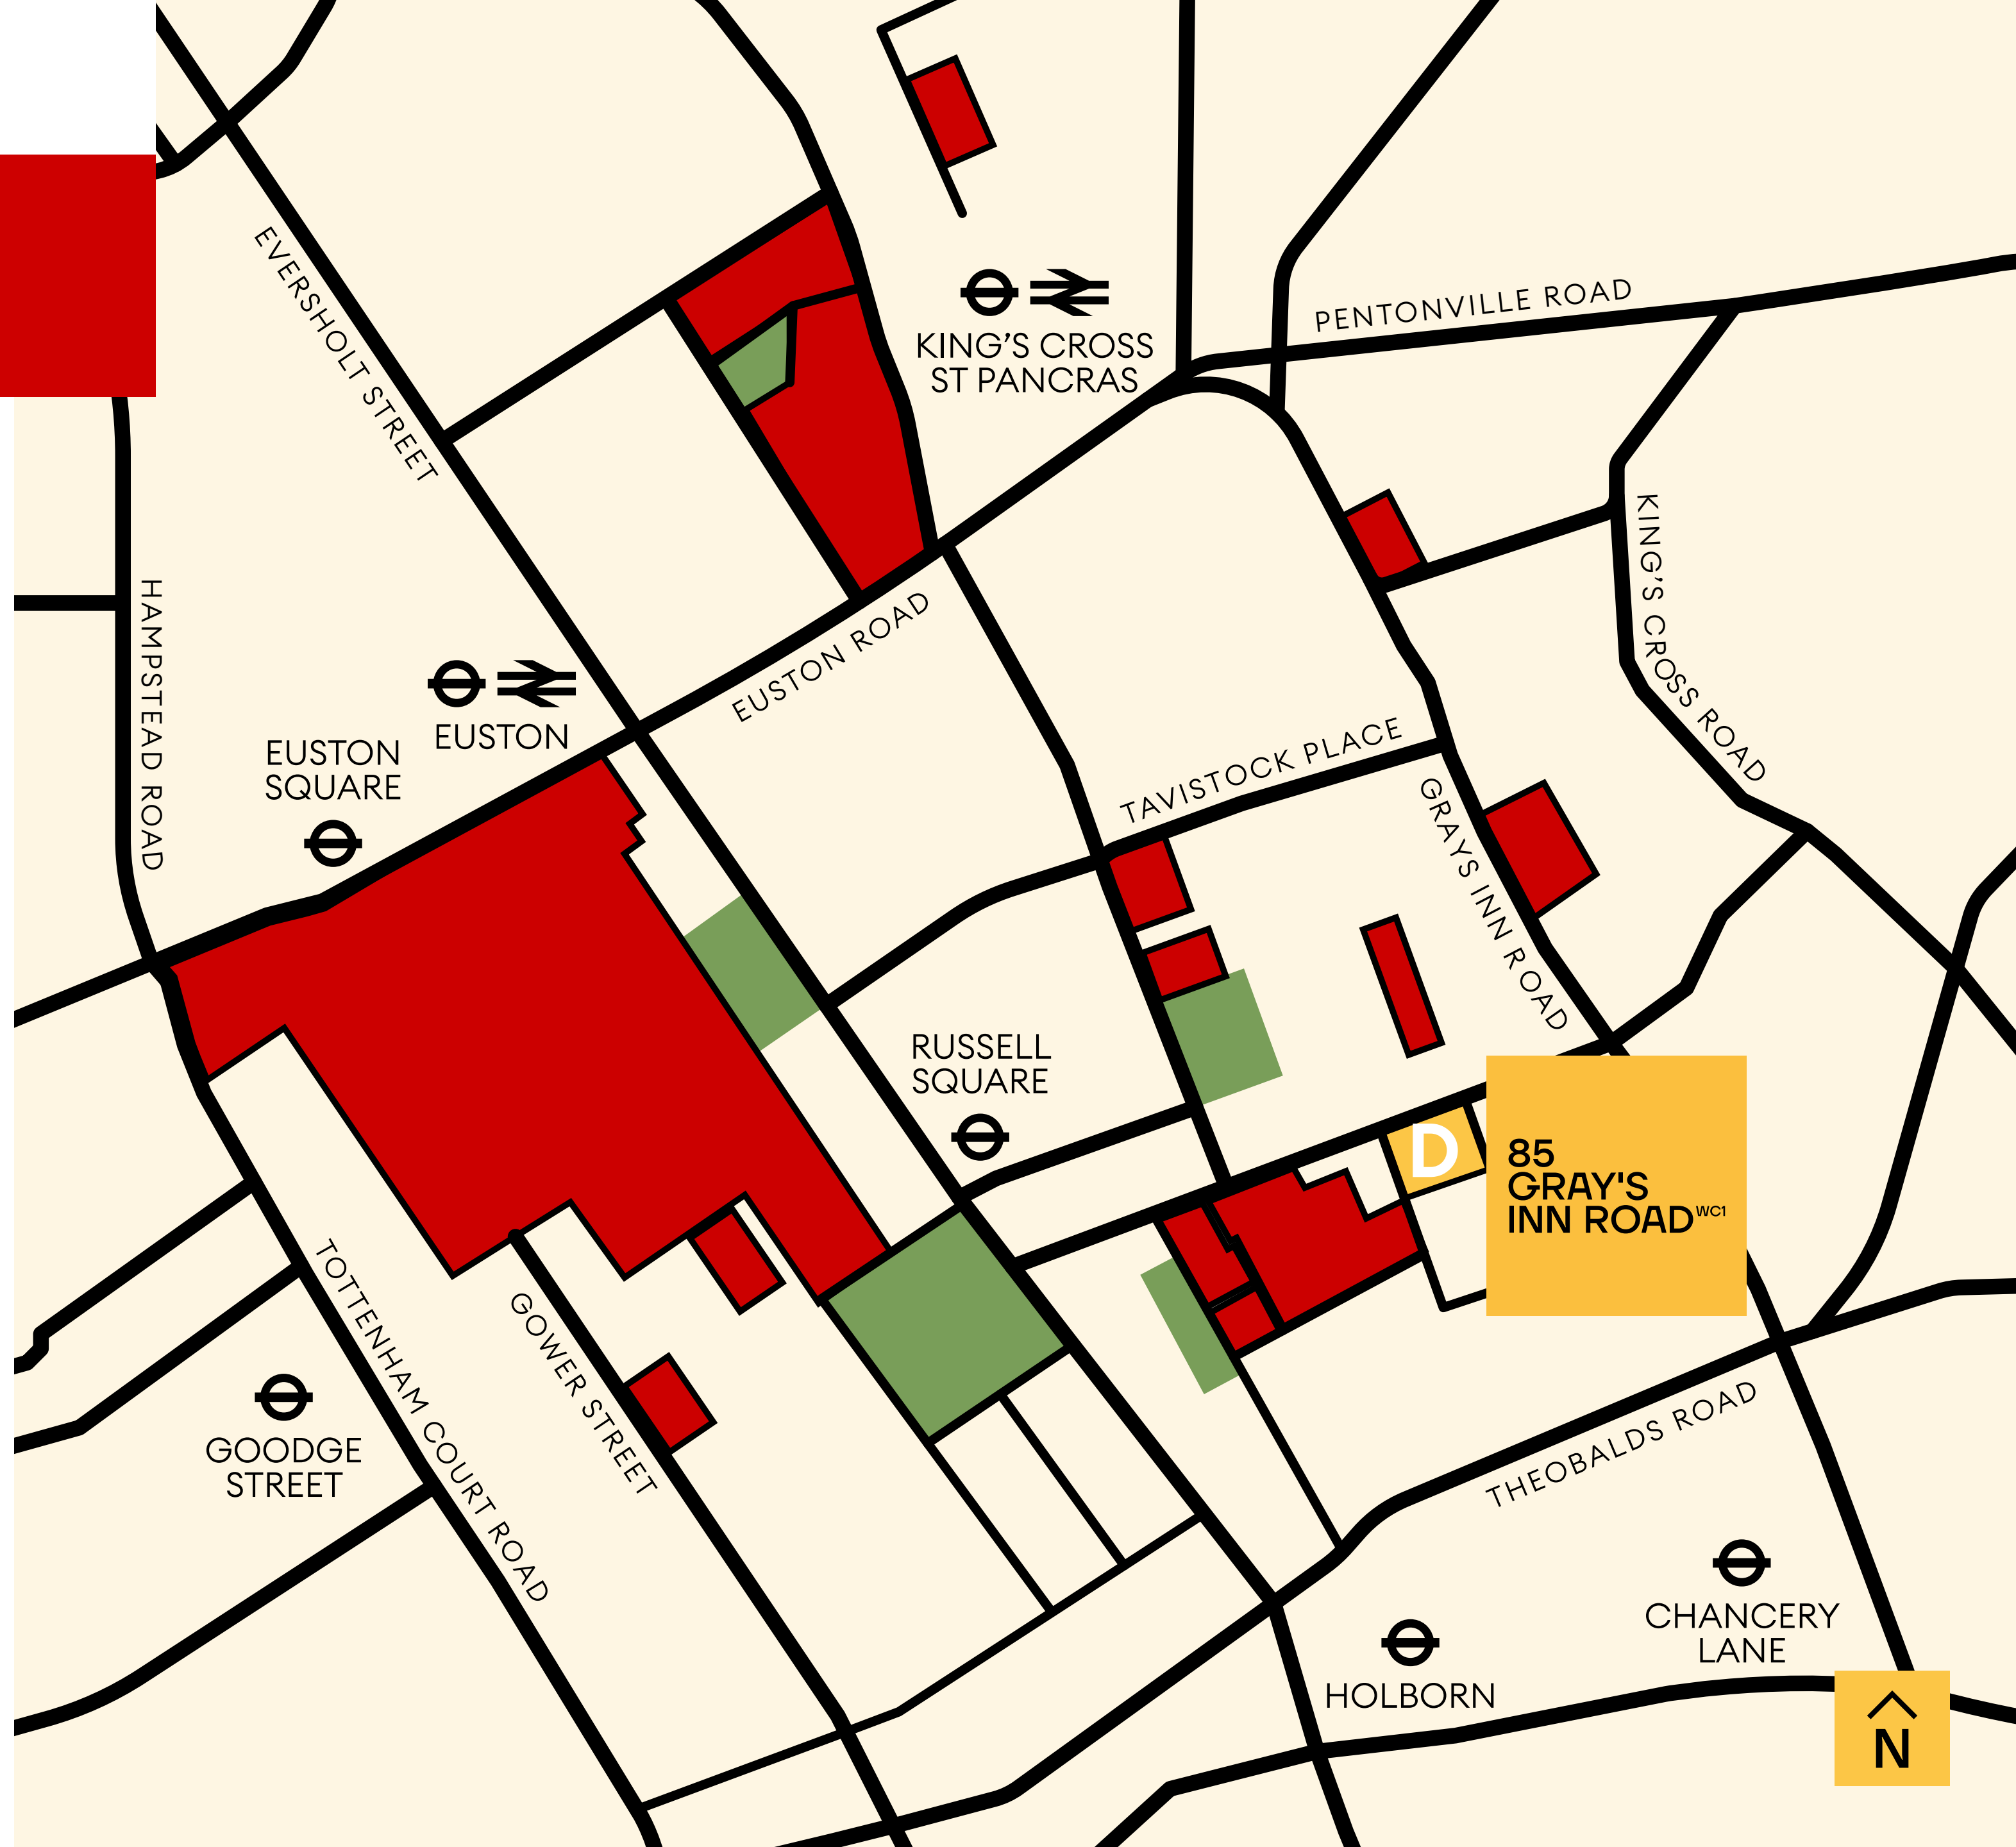 EVERSHOLT STREET
KING'S CROSS
ST PANCRAS
PENTONVILLE ROAD
KING'S CROSS ROAD
HAMPSTEAD ROAD
EUSTON ROAD
EUSTON
EUSTON
SQUARE
TAVISTOCK PLACE
GRAYS INN ROAD
RUSSELL
SQUARE
D
85
GRAY'S
INN ROAD WC1
TOTTENHAM COURT ROAD
GOWER STREET
GOODGE
STREET
THEOBALDS ROAD
CHANCERY
LANE
HOLBORN
N